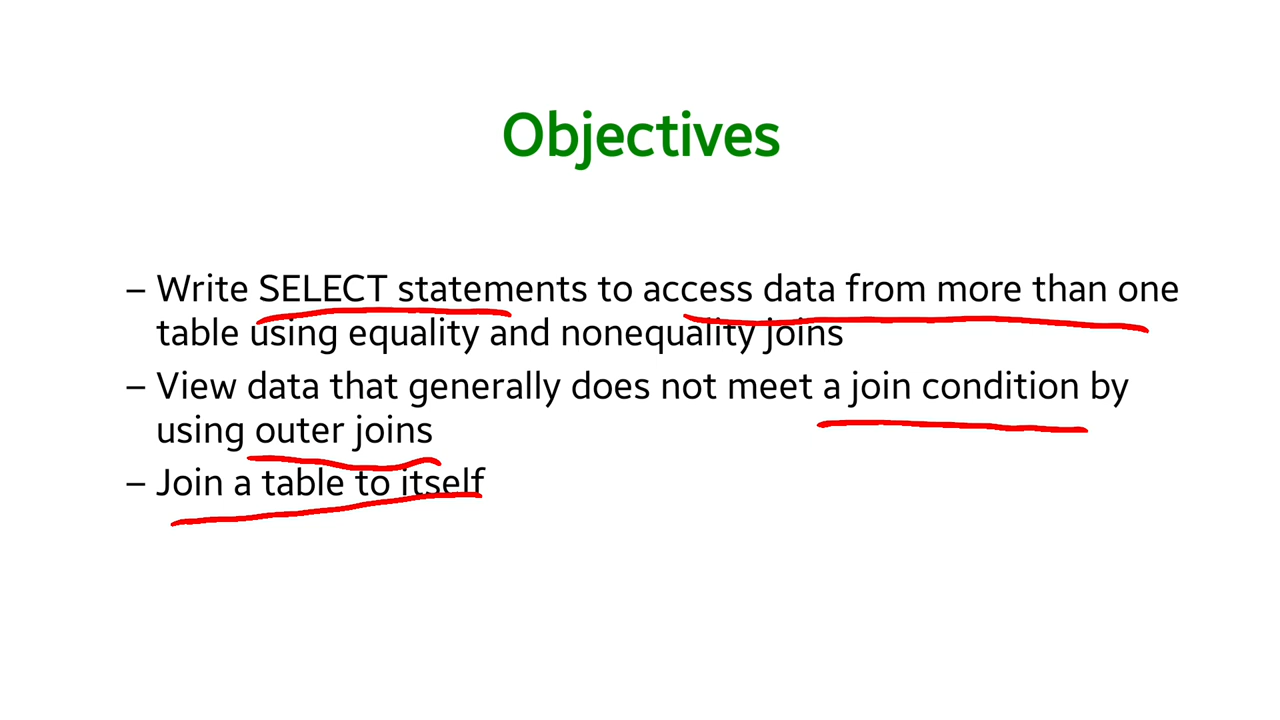 Objectives
– Write SELECT statements to access data from more than one
table using equality and nonequality joins
– View data that generally does not meet a join condition by
using outer joins
– Join a table to itself